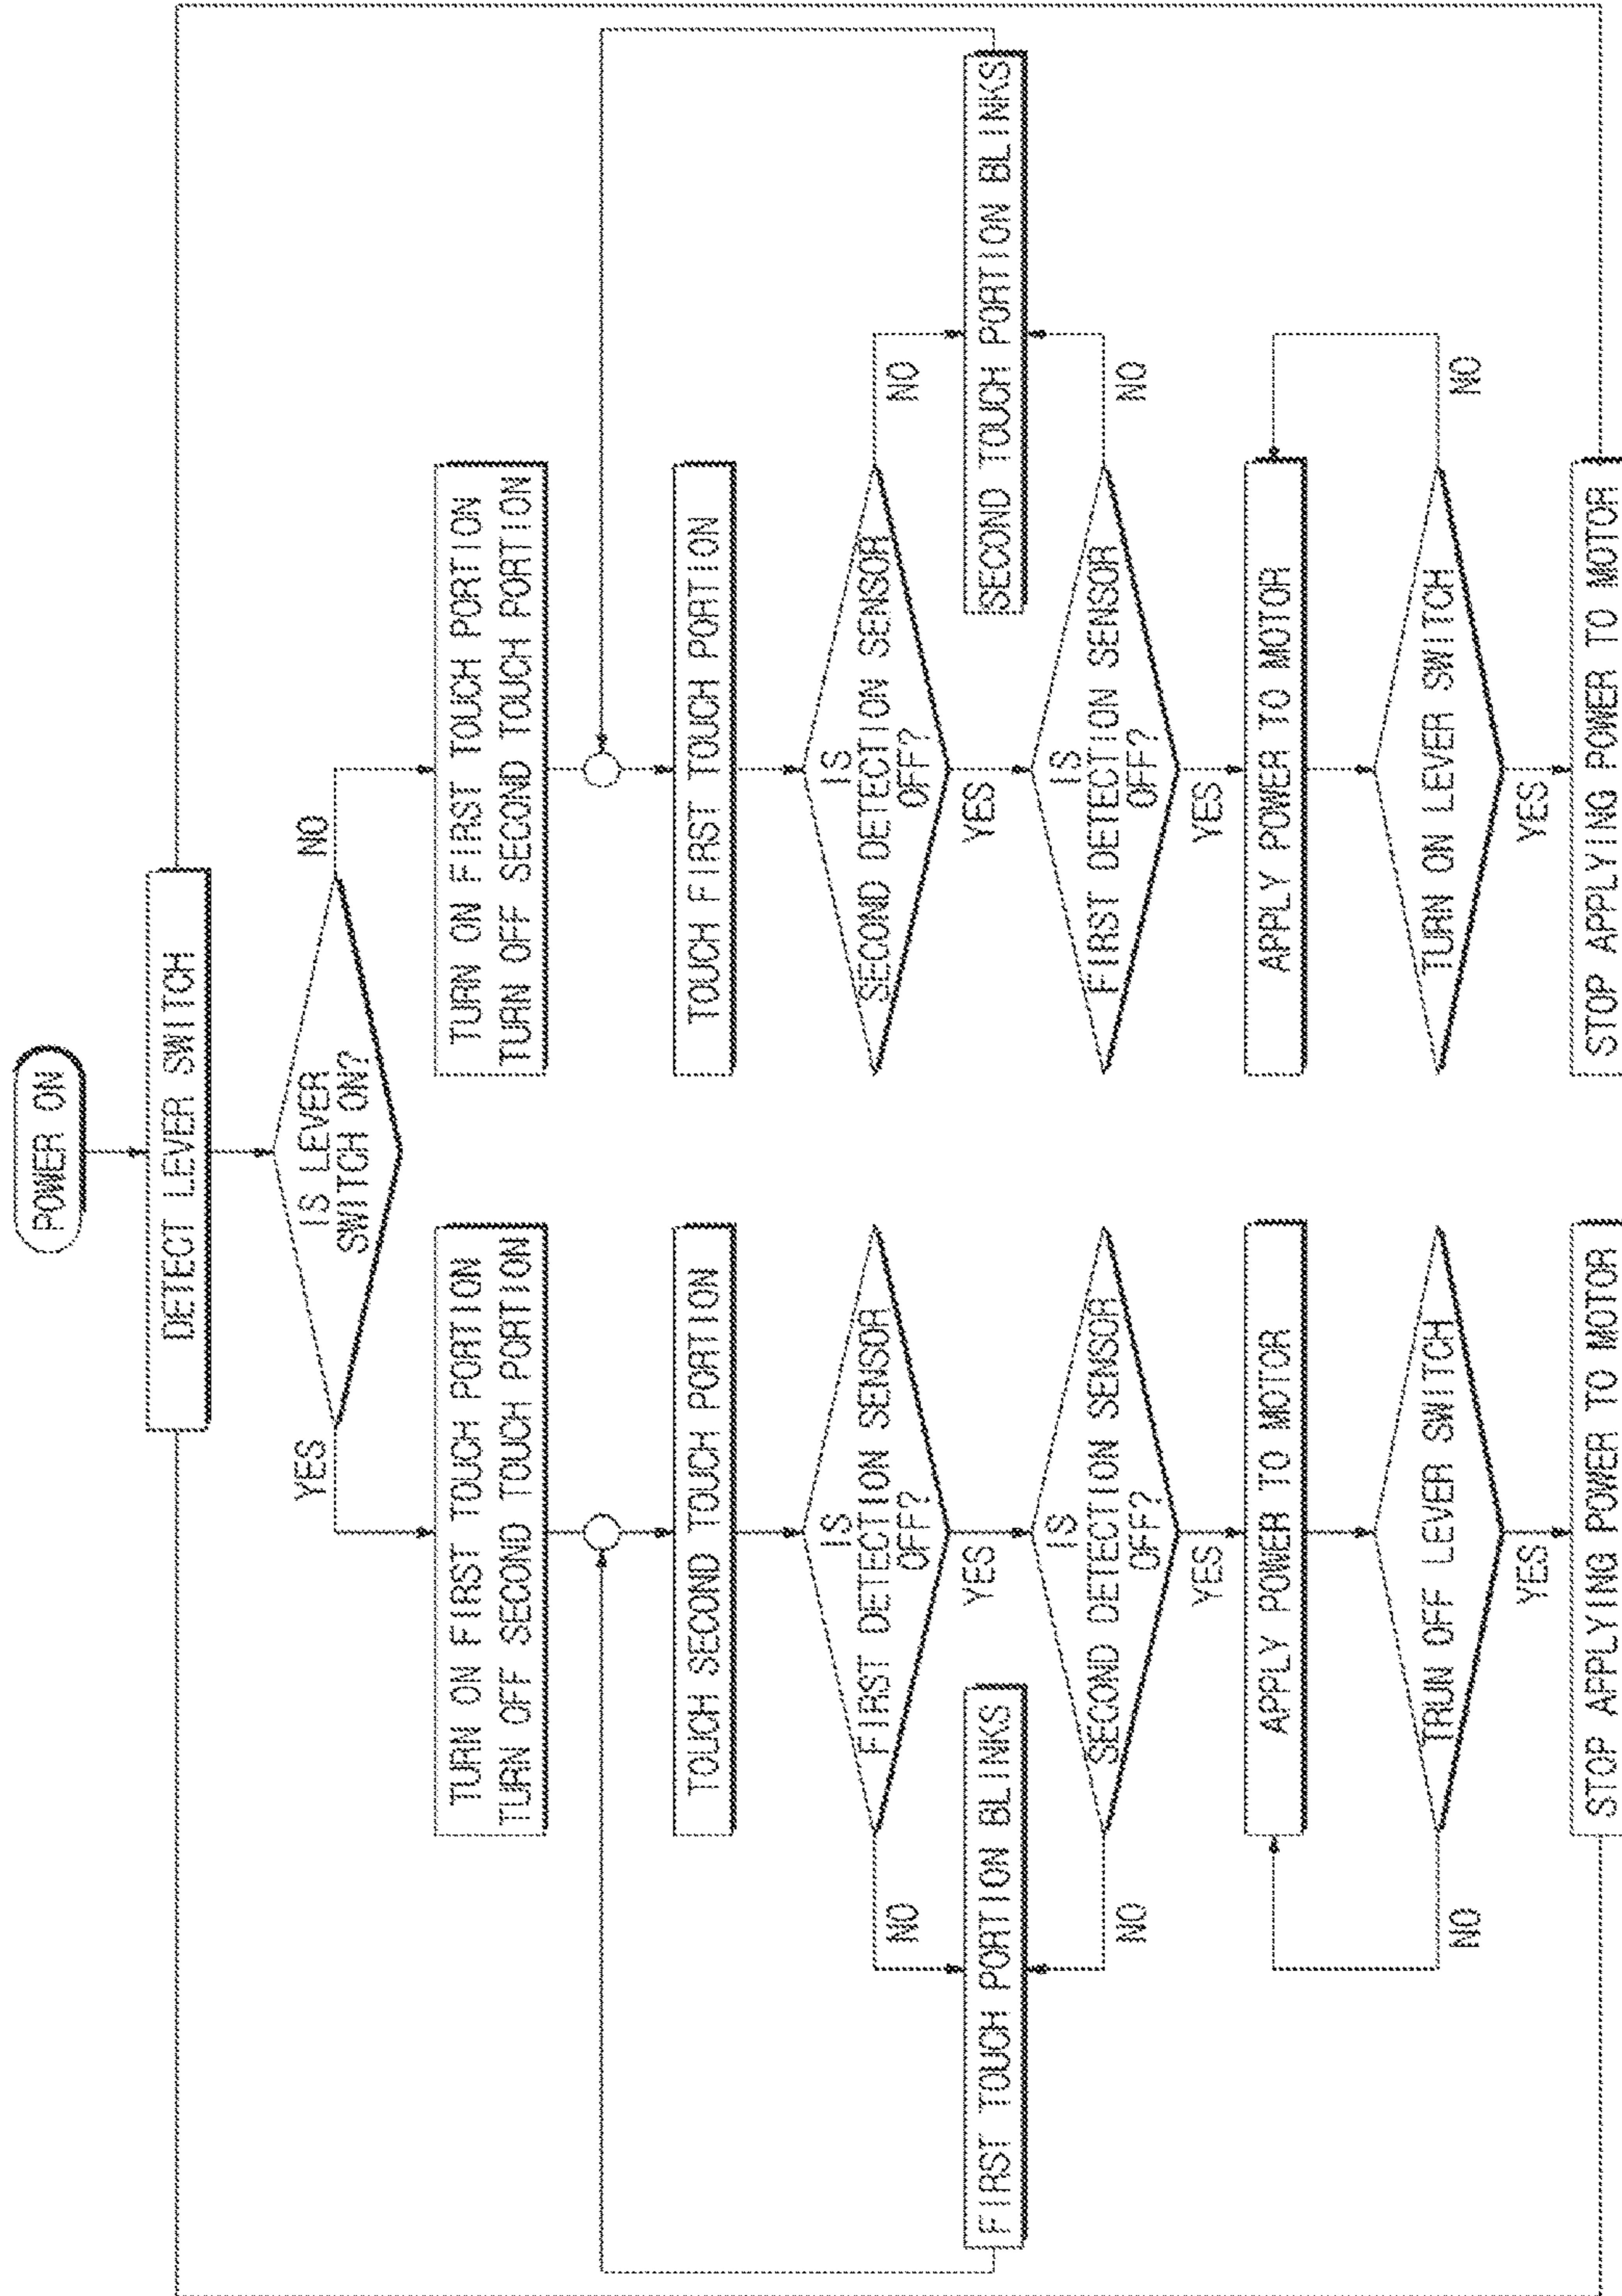 POWER ON
DETECT LEVER SWITCH
IS LEVER
SWITCH ON?
YES
NO
TURN ON FIRST TOUCH PORTION
TURN OFF SECOND TOUCH PORTION
TOUCH SECOND TOUCH PORTION
IS
FIRST DETECTION SENSOR
OFF?
NO
YES
FIRST TOUCH PORTION BLINKS
IS
SECOND DETECTION SENSOR
OFF?
NO
YES
APPLY POWER TO MOTOR
TRUN OFF LEVER SWITCH
NO
YES
STOP APPLYING POWER TO MOTOR
TURN ON FIRST TOUCH PORTION
TURN OFF SECOND TOUCH PORTION
TOUCH FIRST TOUCH PORTION
IS
SECOND DETECTION SENSOR
OFF?
NO
YES
SECOND TOUCH PORTION BLINKS
IS
FIRST DETECTION SENSOR
OFF?
NO
YES
APPLY POWER TO MOTOR
TURN ON LEVER SWITCH
NO
YES
STOP APPLYING POWER TO MOTOR